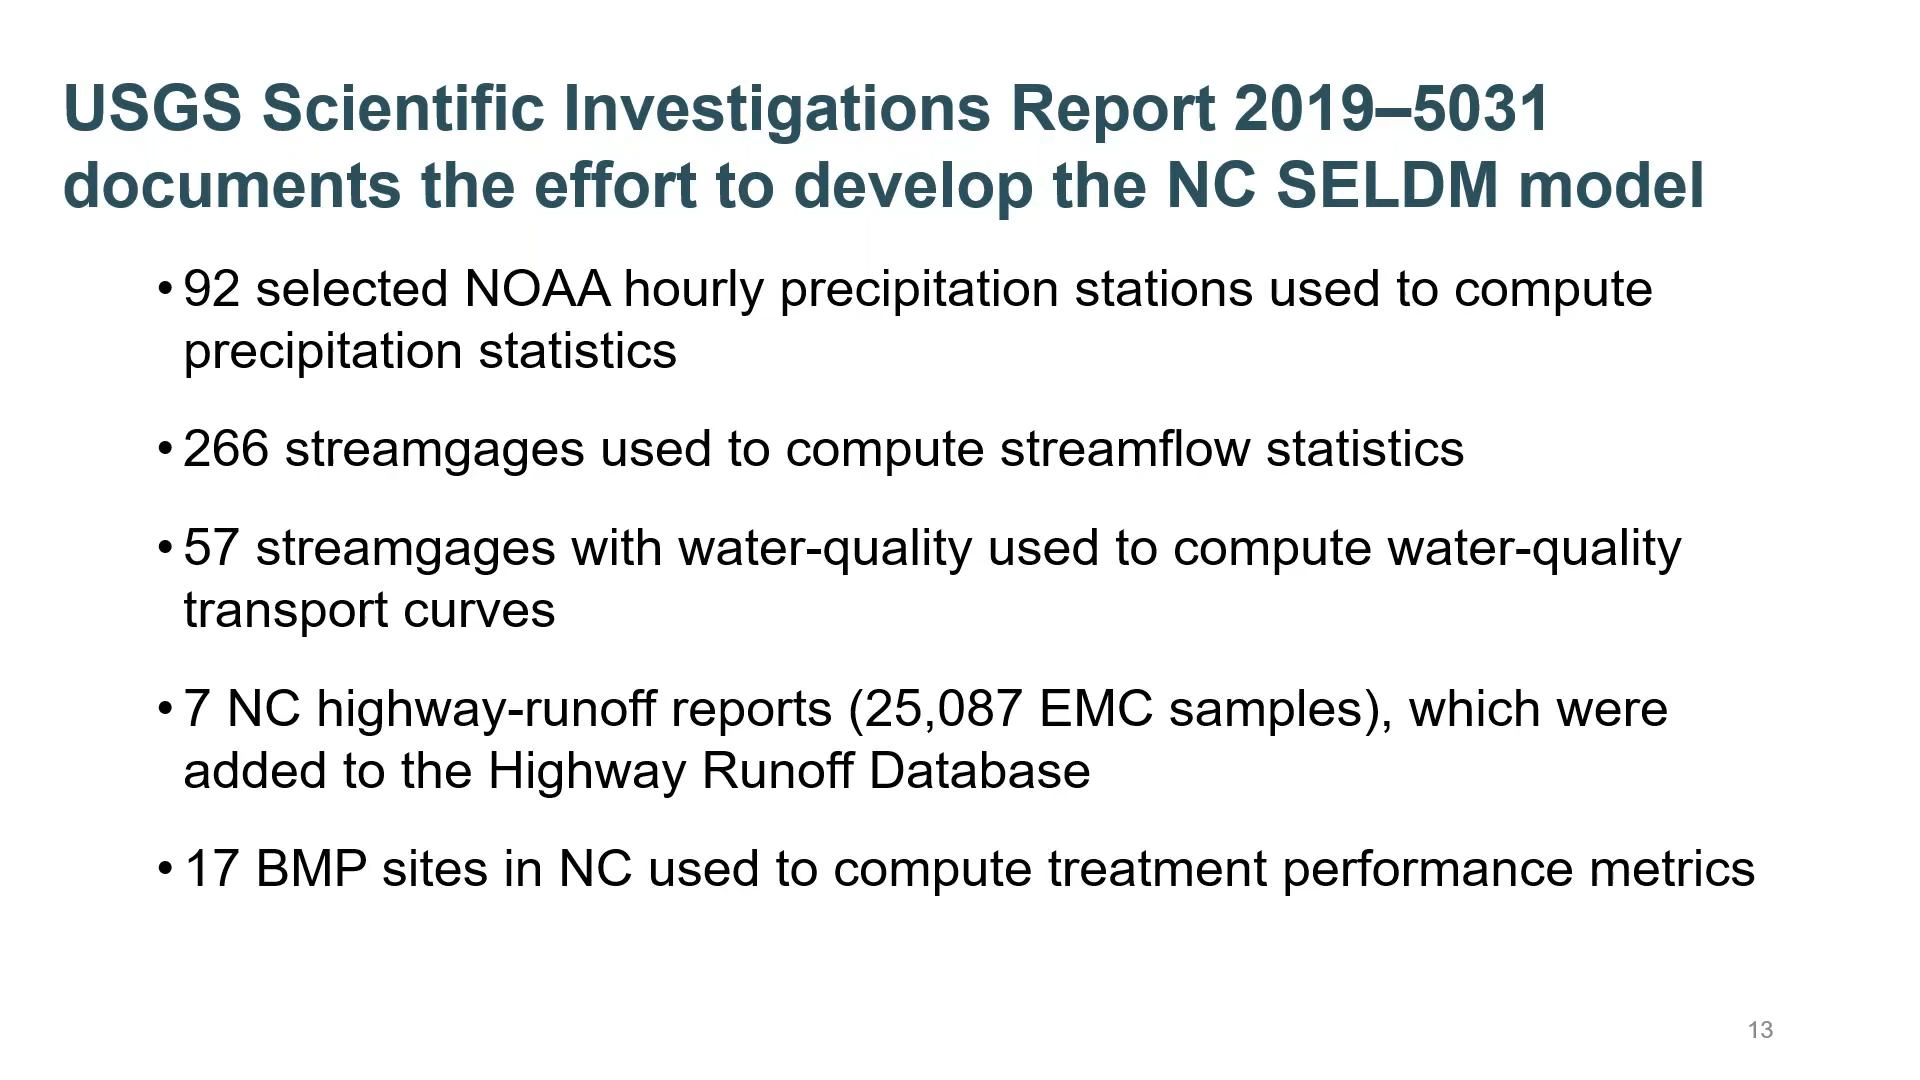 USGS Scientific Investigations Report 2019–5031
documents the effort to develop the NC SELDM model
• 92 selected NOAA hourly precipitation stations used to compute
precipitation statistics
• 266 streamgages used to compute streamflow statistics
• 57 streamgages with water-quality used to compute water-quality
transport curves
• 7 NC highway-runoff reports (25,087 EMC samples), which were
added to the Highway Runoff Database
• 17 BMP sites in NC used to compute treatment performance metrics
13